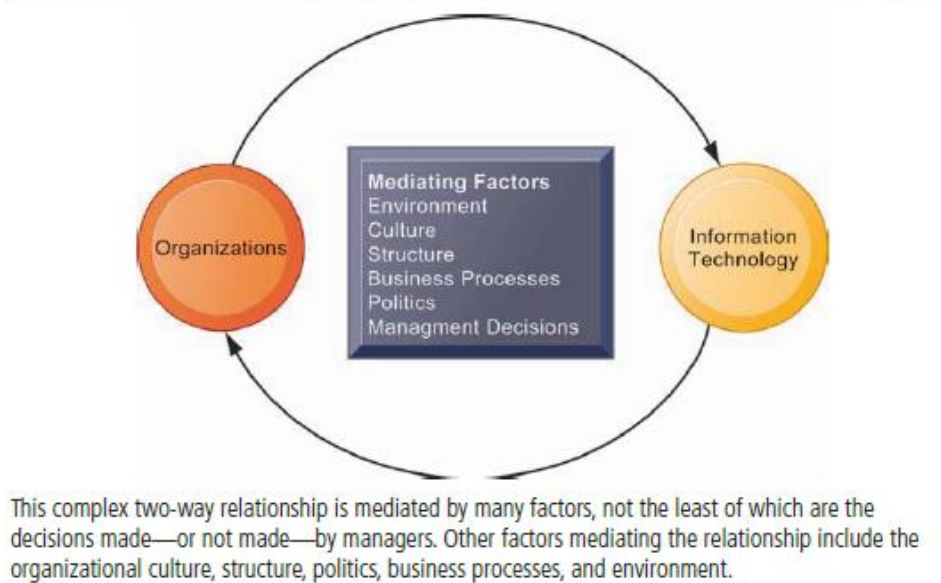 Organizations
Mediating Factors
Environment
Culture
Structure
Business Processes
Politics
Managment Decisions
Information
Technology
This complex two-way relationship is mediated by many factors, not the least of which are the
decisions made—or not made—by managers. Other factors mediating the relationship include the
organizational culture, structure, politics, business processes, and environment.